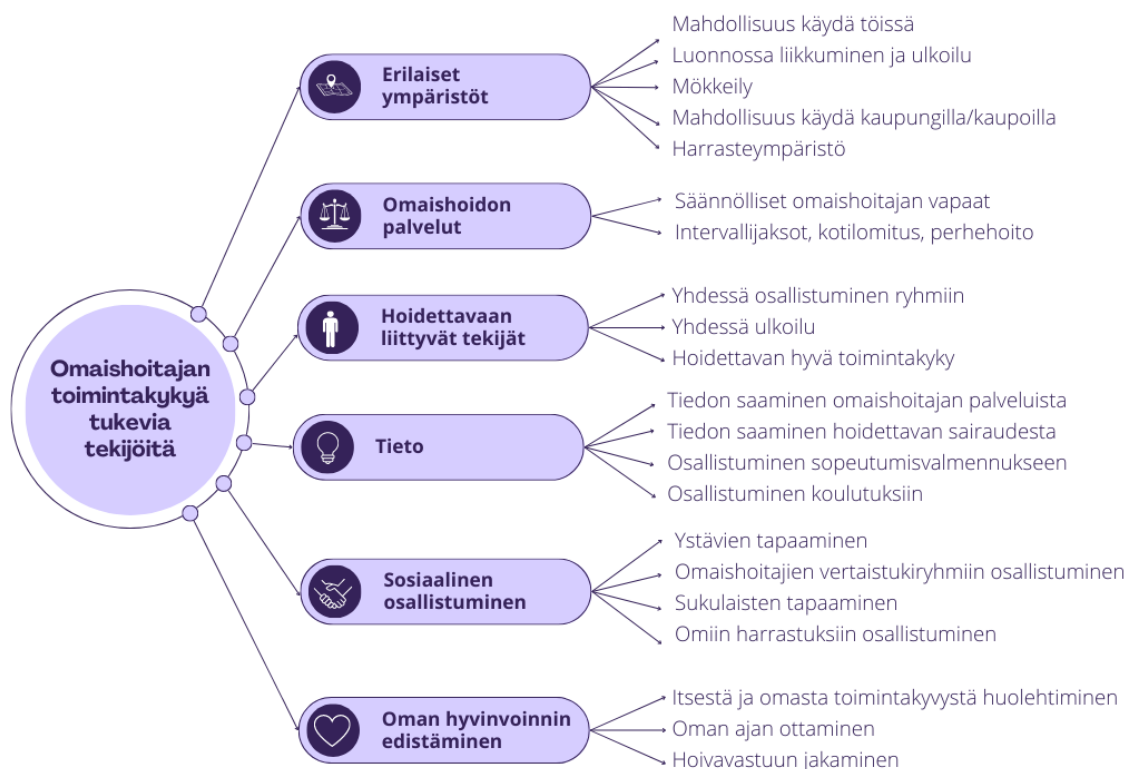 Omaishoitajan
toimintakykyä
tukevia
tekijöitä
Erilaiset
ympäristöt
Mahdollisuus käydä töissä
Luonnossa liikkuminen ja ulkoilu
Mökkeily
Mahdollisuus käydä kaupungilla/kaupoilla
Harrasteympäristö
Omaishoidon
palvelut
Säännölliset omaishoitajan vapaat
Intervallijaksot, kotilomitus, perhehoito
Hoidettavaan
liittyvät tekijät
Yhdessä osallistuminen ryhmiin
Yhdessä ulkoilu
Hoidettavan hyvä toimintakyky
Tieto
Tiedon saaminen omaishoitajan palveluista
Tiedon saaminen hoidettavan sairaudesta
Osallistuminen sopeutumisvalmennukseen
Osallistuminen koulutuksiin
Sosiaalinen
osallistuminen
Ystävien tapaaminen
Omaishoitajien vertaistukiryhmiin osallistuminen
Sukulaisten tapaaminen
Omiin harrastuksiin osallistuminen
Oman hyvinvoinnin
edistäminen
Itsestä ja omasta toimintakyvystä huolehtiminen
Oman ajan ottaminen
Hoivavastuun jakaminen